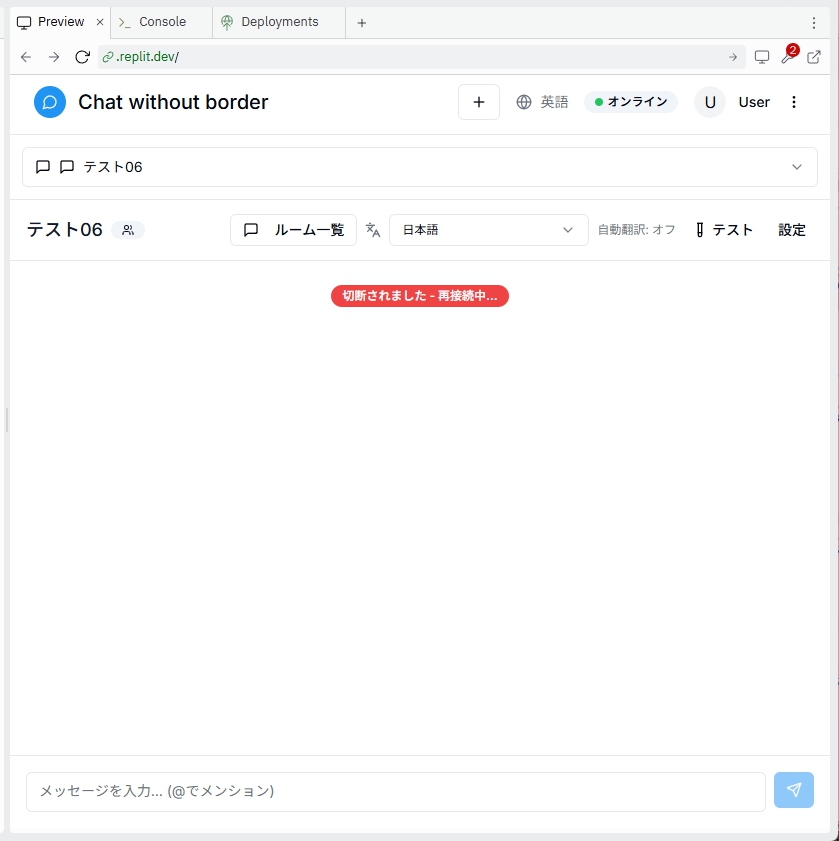 Preview
Console
Deployments
.replit.dev/
2
Chat without border
英語
オンライン
U
User
テスト06
テスト06
ルーム一覧
日本語
自動翻訳: オフ
テスト
設定
切断されました - 再接続中...
メッセージを入力... (@でメンション)